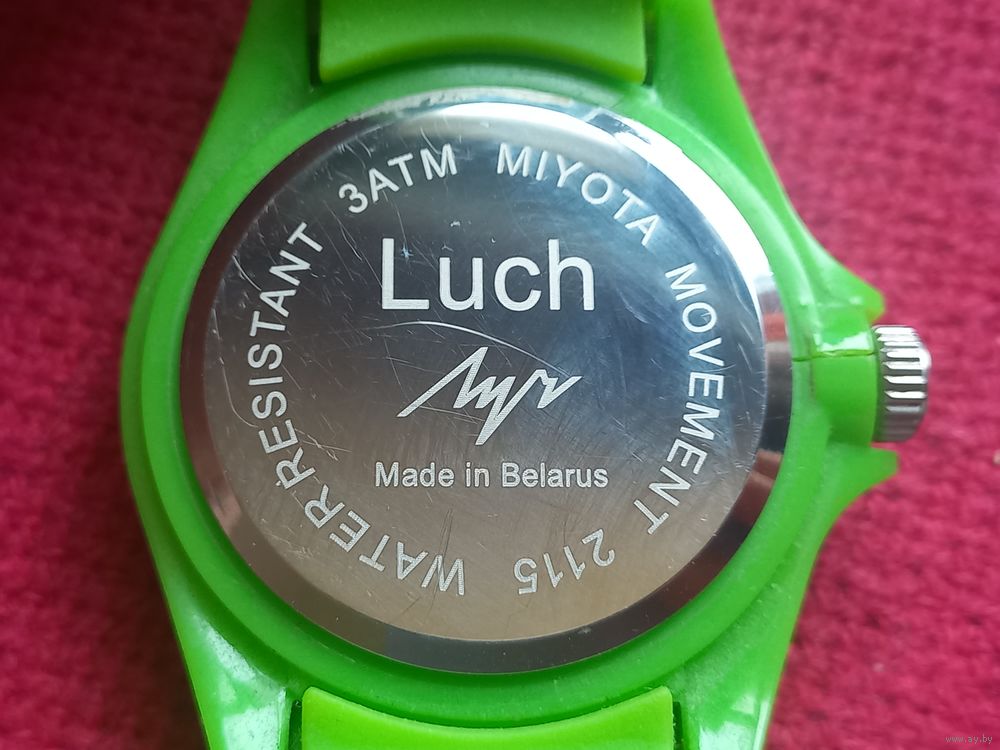 WATER RESISTANT 3ATM MIYOTA MOVEMENT 2115
Luch
Луч
Made in Belarus
www.ay.by